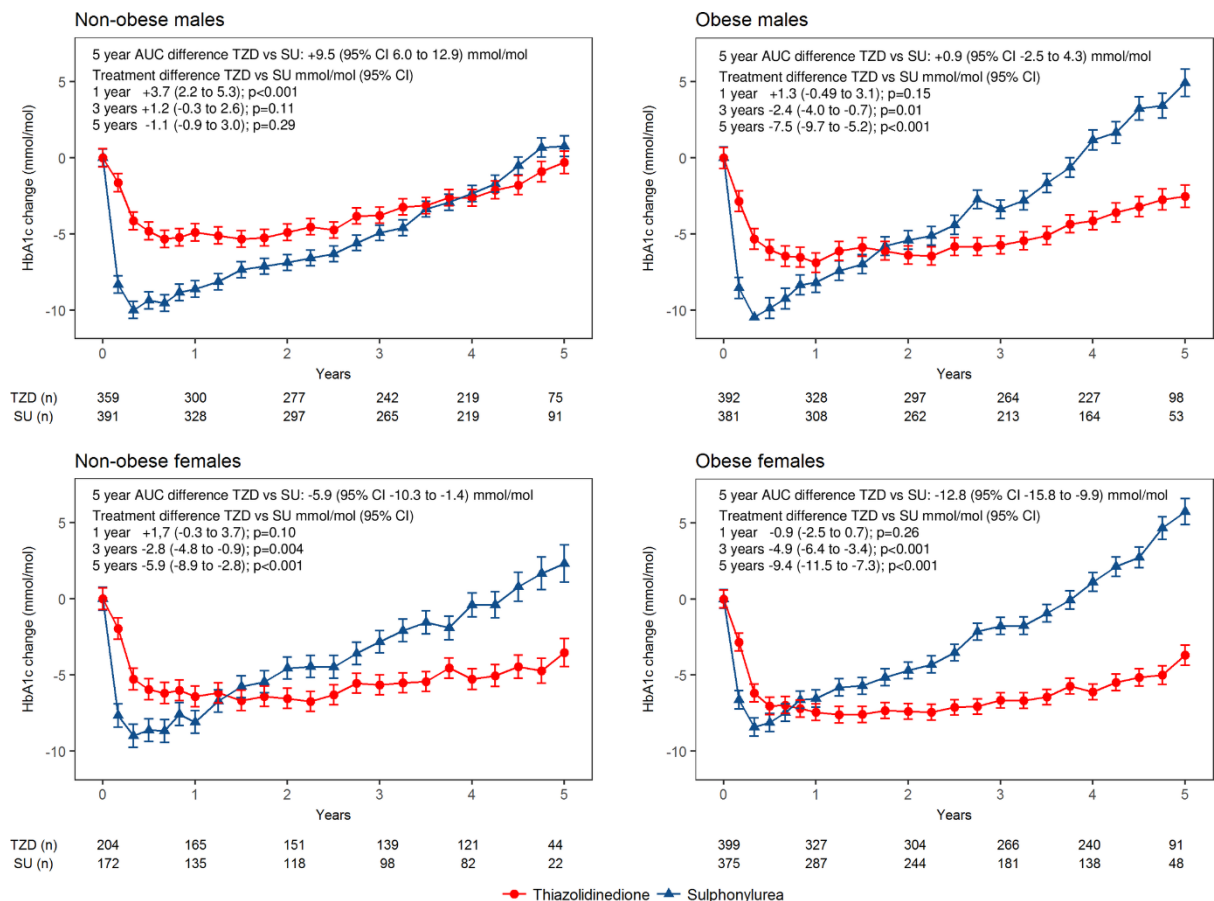 Non-obese males
5 year AUC difference TZD vs SU: +9.5 (95% CI 6.0 to 12.9) mmol/mol
Treatment difference TZD vs SU mmol/mol (95% CI)
1 year +3.7 (2.2 to 5.3); p<0.001
3 years +1.2 (-0.3 to 2.6); p=0.11
5 years -1.1 (-0.9 to 3.0); p=0.29
HbA1c change (mmol/mol)
5
0
-5
-10
0 1 2 3 4 5
Years
TZD (n) 359 300 277 242 219 75
SU (n) 391 328 297 265 219 91
Obese males
5 year AUC difference TZD vs SU: +0.9 (95% CI -2.5 to 4.3) mmol/mol
Treatment difference TZD vs SU mmol/mol (95% CI)
1 year +1.3 (-0.49 to 3.1); p=0.15
3 years -2.4 (-4.0 to -0.7); p=0.01
5 years -7.5 (-9.7 to -5.2); p<0.001
HbA1c change (mmol/mol)
5
0
-5
-10
0 1 2 3 4 5
Years
392 328 297 264 227 98
381 308 262 213 164 53
Non-obese females
5 year AUC difference TZD vs SU: -5.9 (95% CI -10.3 to -1.4) mmol/mol
Treatment difference TZD vs SU mmol/mol (95% CI)
1 year +1,7 (-0.3 to 3.7); p=0.10
3 years -2.8 (-4.8 to -0.9); p=0.004
5 years -5.9 (-8.9 to -2.8); p<0.001
HbA1c change (mmol/mol)
5
0
-5
-10
0 1 2 3 4 5
Years
TZD (n) 204 165 151 139 121 44
SU (n) 172 135 118 98 82 22
Obese females
5 year AUC difference TZD vs SU: -12.8 (95% CI -15.8 to -9.9) mmol/mol
Treatment difference TZD vs SU mmol/mol (95% CI)
1 year -0.9 (-2.5 to 0.7); p=0.26
3 years -4.9 (-6.4 to -3.4); p<0.001
5 years -9.4 (-11.5 to -7.3); p<0.001
HbA1c change (mmol/mol)
5
0
-5
-10
0 1 2 3 4 5
Years
399 327 304 266 240 91
375 287 244 181 138 48
Thiazolidinedione Sulphonylurea